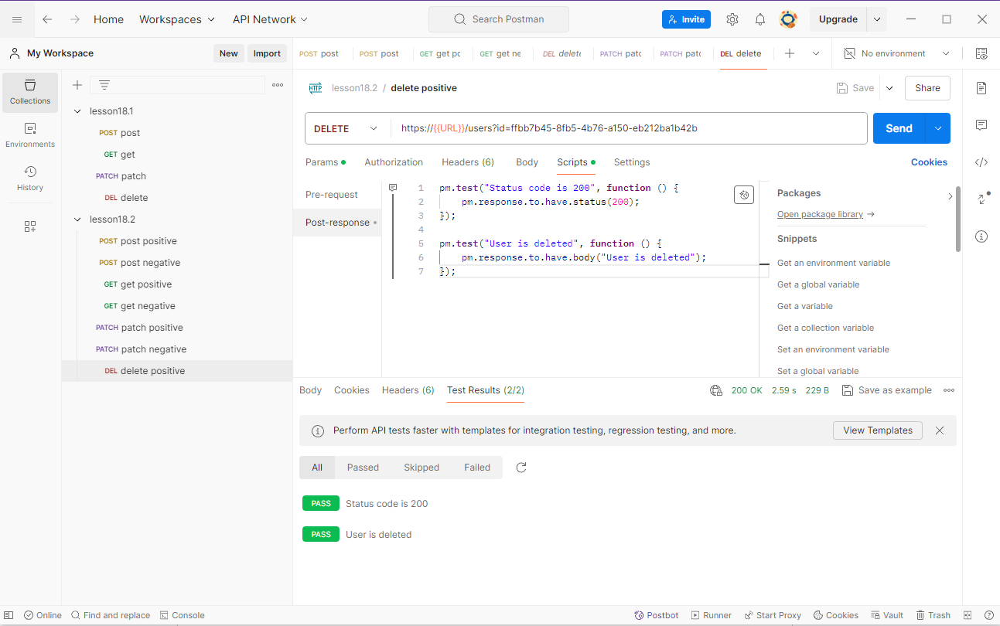 Home
Workspaces
API Network
Search Postman
Invite
Upgrade
My Workspace
New
Import
POST post
POST post
GET get pc
GET get ne
DEL delete
PATCH patc
PATCH patc
DEL delete
No environment
Collections
Environments
History
lesson18.1
POST post
GET get
PATCH patch
DEL delete
lesson18.2
POST post positive
POST post negative
GET get positive
GET get negative
PATCH patch positive
PATCH patch negative
DEL delete positive
HTTP lesson18.2 / delete positive
Save
Share
DELETE
https://{{URL}}/users?id=ffbb7b45-8fb5-4b76-a150-eb212ba1b42b
Send
Params
Authorization
Headers (6)
Body
Scripts
Settings
Cookies
Pre-request
Post-response
1 pm.test("Status code is 200", function () {
2 pm.response.to.have.status(200);
3 });
4
5 pm.test("User is deleted", function () {
6 pm.response.to.have.body("User is deleted");
7 });
Packages
Open package library →
Snippets
Get an environment variable
Get a global variable
Get a variable
Get a collection variable
Set an environment variable
Set a global variable
Body
Cookies
Headers (6)
Test Results (2/2)
200 OK
2.59 s
229 B
Save as example
Perform API tests faster with templates for integration testing, regression testing, and more.
View Templates
All
Passed
Skipped
Failed
PASS Status code is 200
PASS User is deleted
Online
Find and replace
Console
Postbot
Runner
Start Proxy
Cookies
Vault
Trash